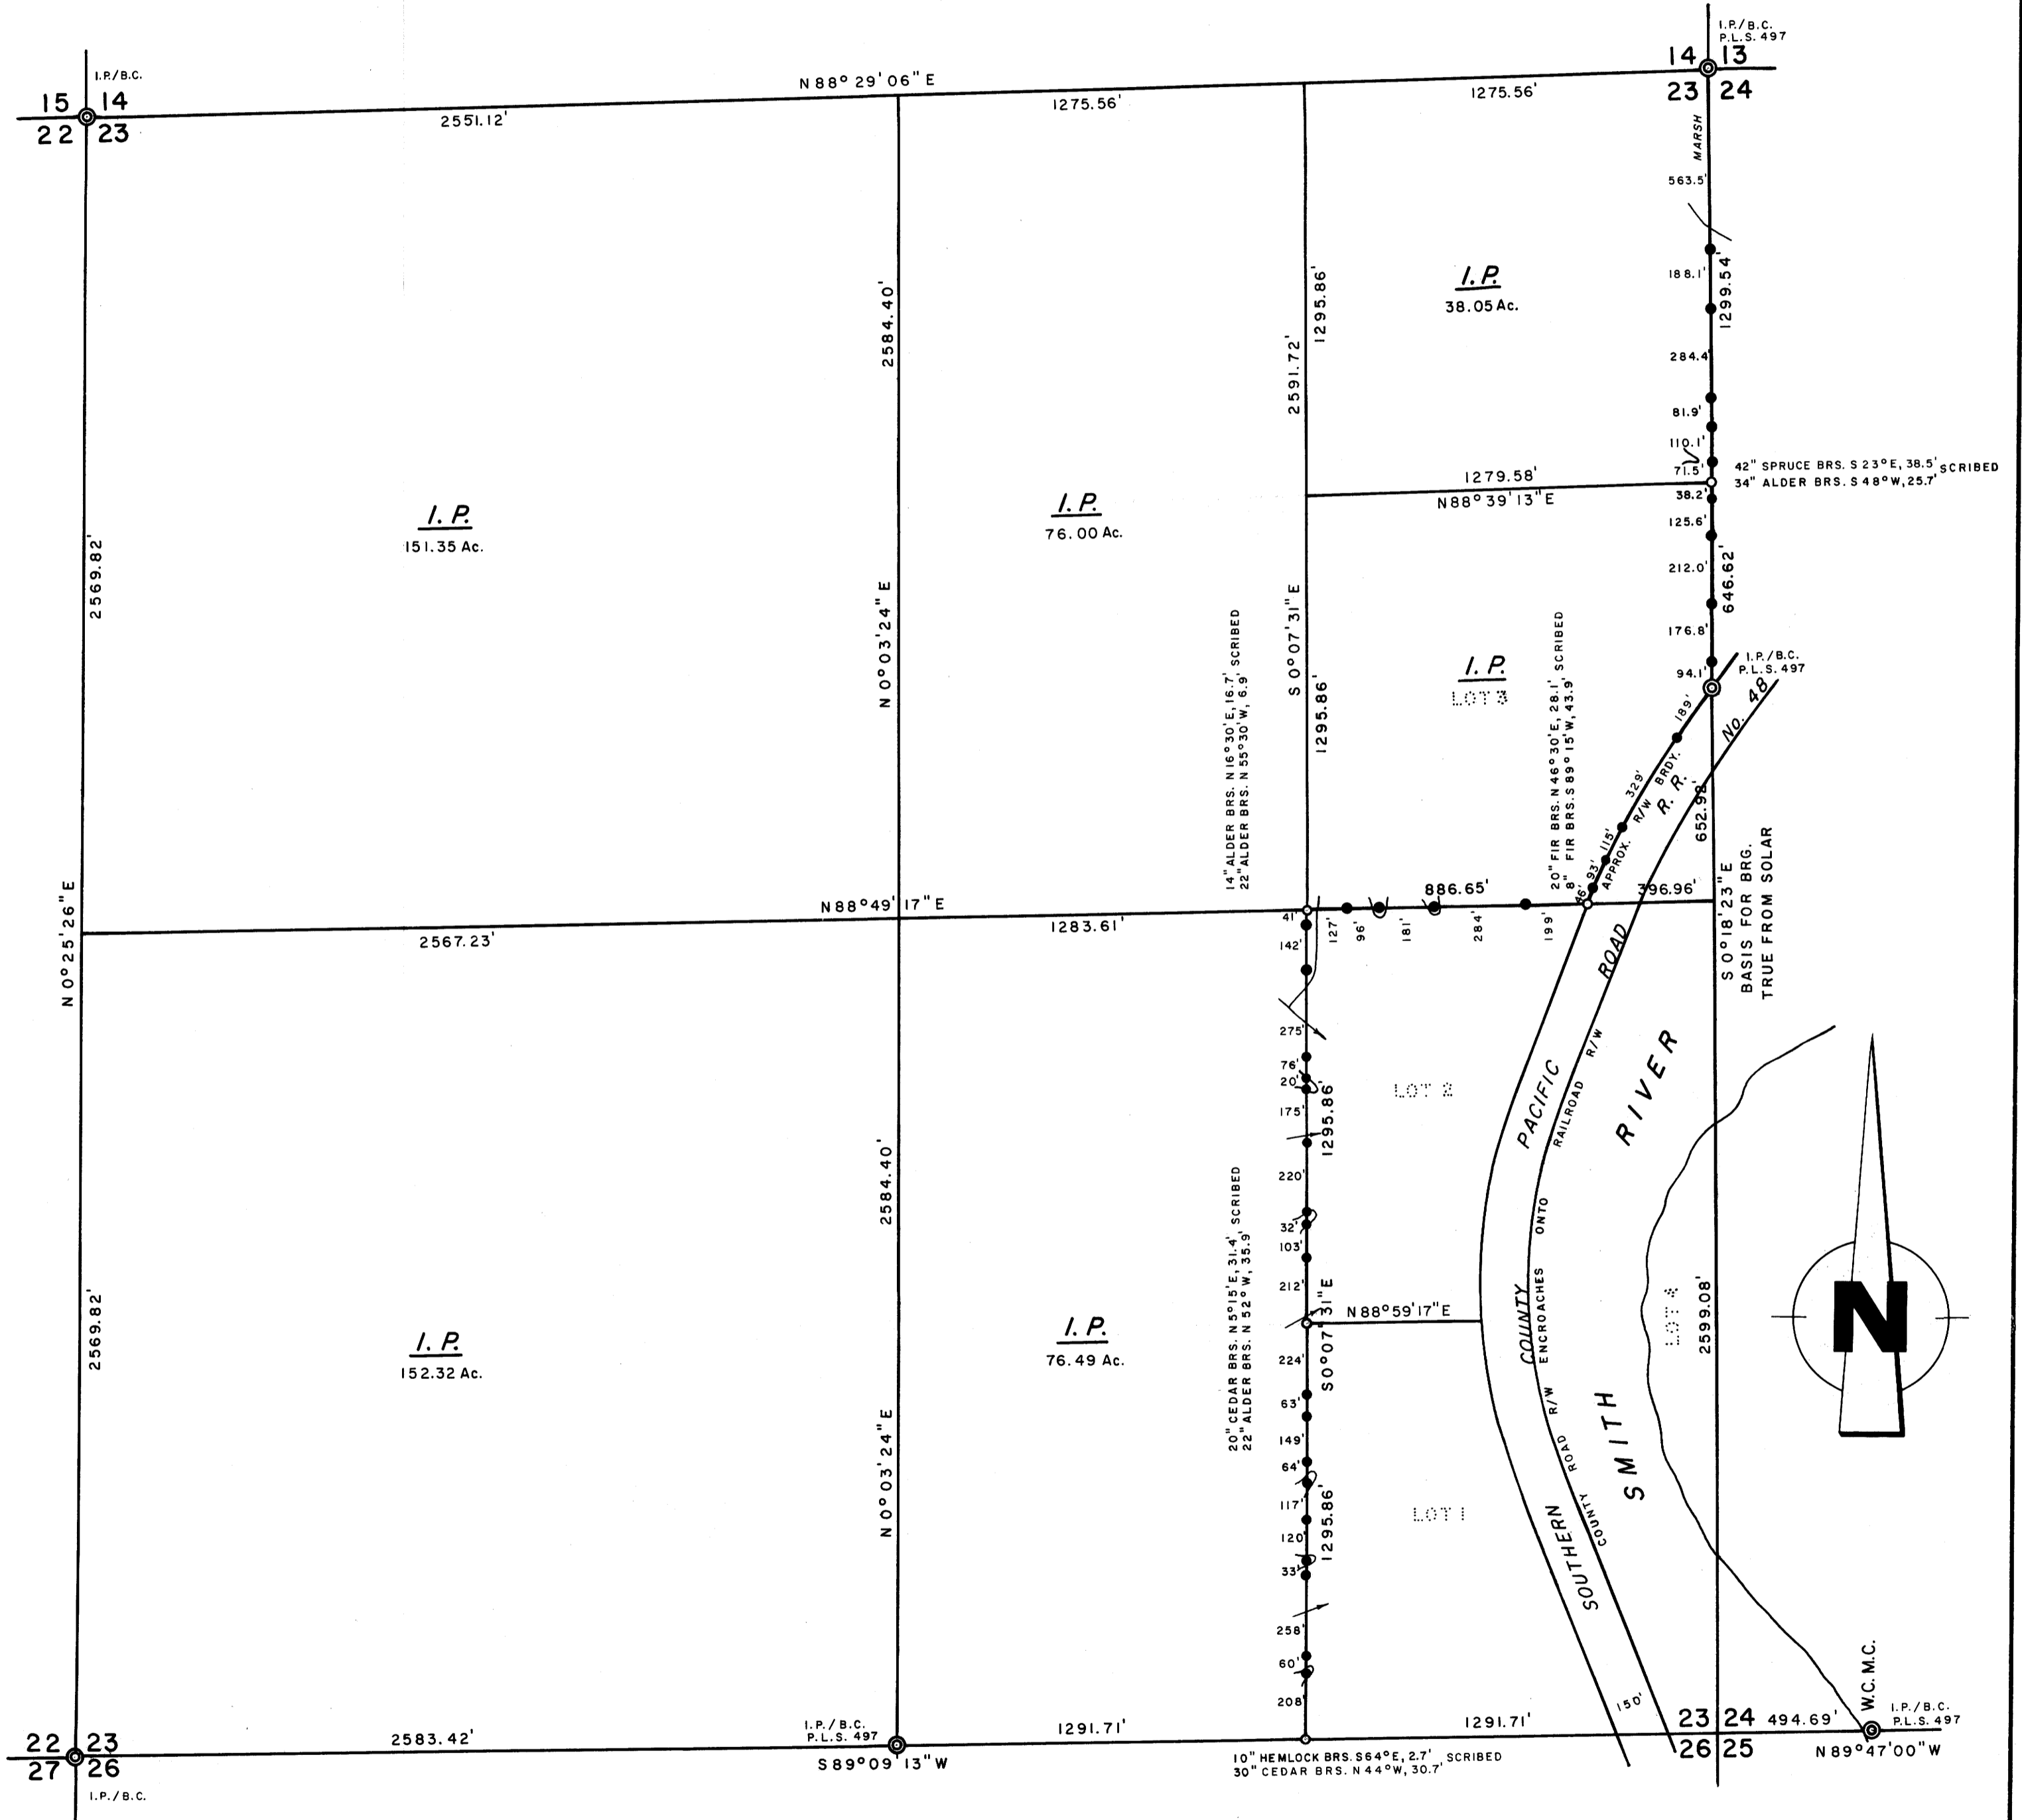 I.P./B.C.
P.L.S. 497
14 13
23 24
I.P./B.C.
15 14
22 23
N 88° 29' 06" E
2551.12'
1275.56'
1275.56'
MARSH
563.5'
188.1'
1299.54'
284.4'
81.9'
110.1'
71.5'
42" SPRUCE BRS. S 23° E, 38.5' SCRIBED
34" ALDER BRS. S 48° W, 25.7'
38.2'
125.6'
212.0'
646.62'
176.8'
94.1'
I.P./B.C.
P.L.S. 497
I.P.
38.05 Ac.
1295.86'
2591.72'
2584.40'
1279.58'
N 88° 39' 13" E
I.P.
151.35 Ac.
I.P.
76.00 Ac.
2569.82'
N 0° 03' 24" E
S 0° 07' 31" E
14" ALDER BRS. N 16° 30' E, 16.7' SCRIBED
22" ALDER BRS. N 55° 30' W, 6.9'
1295.86'
I.P.
LOT 3
20" FIR BRS. N 46° 30' E, 28.1' SCRIBED
8" FIR BRS. S 89° 15' W, 43.9'
189'
329'
115'
93'
46'
APPROX. R/W BRDY.
R. R.
No. 48
652.92'
S 0° 18' 23" E
BASIS FOR BRG.
TRUE FROM SOLAR
N 0° 25' 26" E
N 88° 49' 17" E
2567.23'
1283.61'
886.65'
396.96'
41'
127'
96'
181'
284'
199'
142'
275'
76'
20'
175'
1295.86'
220'
32'
103'
212'
LOT 2
ROAD
PACIFIC
RAILROAD R/W
RIVER
2584.40'
20" CEDAR BRS. N 5° 15' E, 31.4' SCRIBED
22" ALDER BRS. N 52° W, 35.9'
S 0° 07' 31" E
N 88° 59' 17" E
COUNTY
COUNTY ROAD R/W ENCROACHES ONTO
LOT 4
2599.08'
N
2569.82'
I.P.
152.32 Ac.
I.P.
76.49 Ac.
N 0° 03' 24" E
224'
63'
149'
64'
117'
120'
33'
1295.86'
258'
60'
208'
LOT 1
SMITH
SOUTHERN
150'
W.C.M.C.
22 23
27 26
I.P./B.C.
2583.42'
I.P./B.C.
P.L.S. 497
S 89° 09' 13" W
1291.71'
1291.71'
10" HEMLOCK BRS. S 64° E, 2.7' SCRIBED
30" CEDAR BRS. N 44° W, 30.7'
23 24
26 25
494.69'
I.P./B.C.
P.L.S. 497
N 89° 47' 00" W